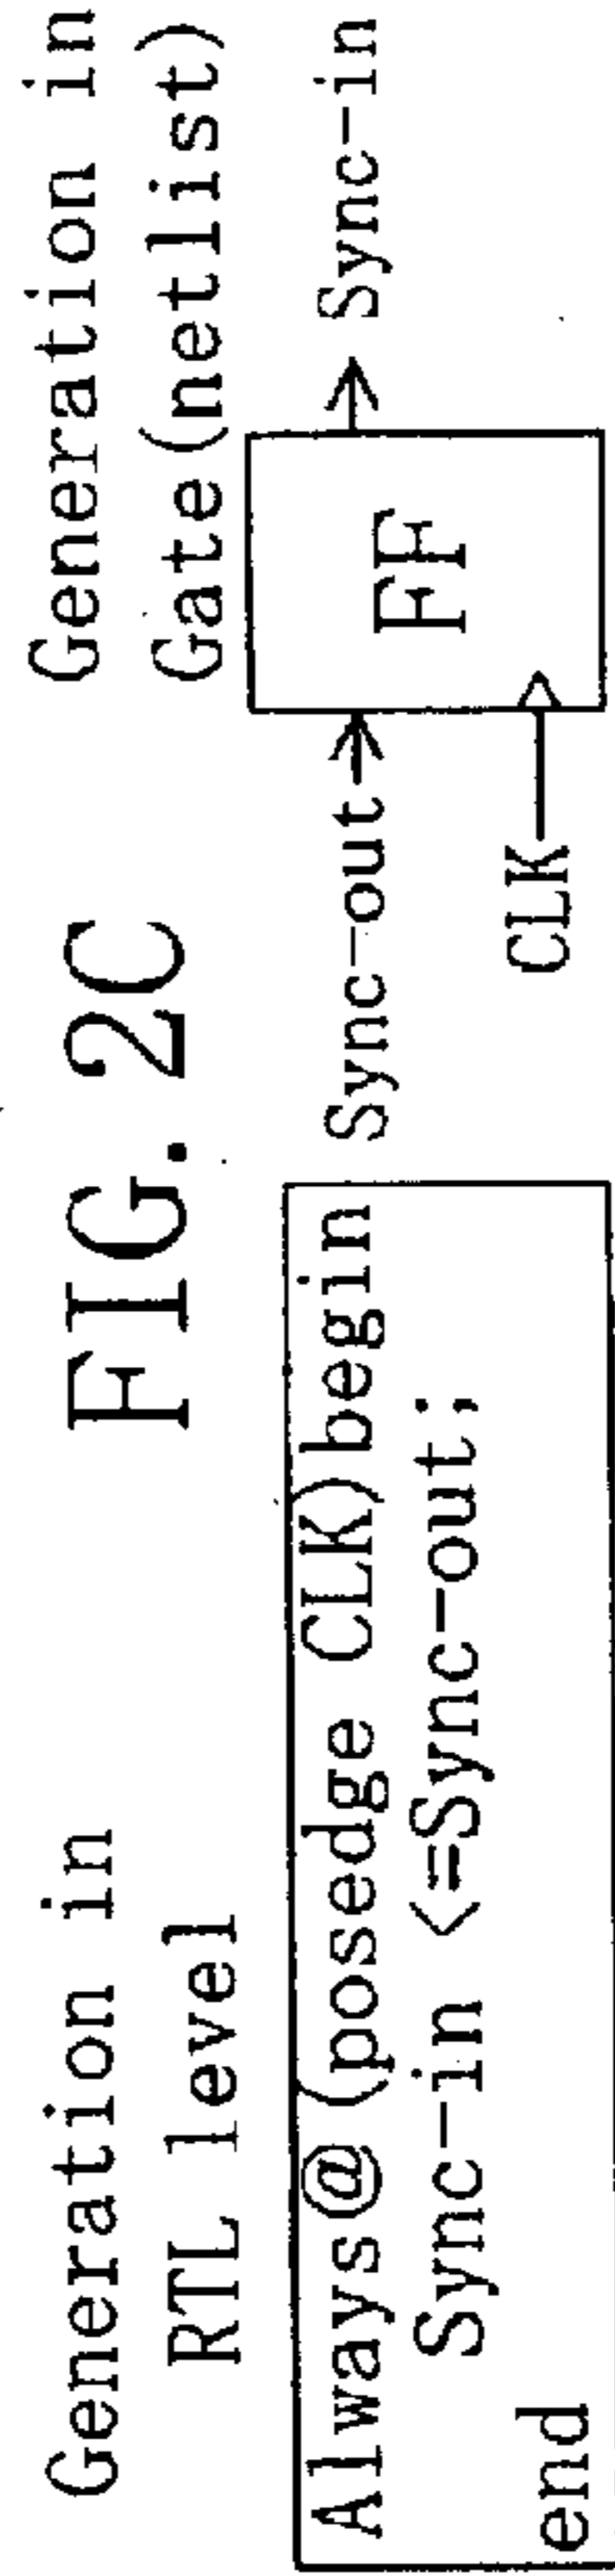 FIG. 2C
Generation in
RTL level
Always@(posedge CLK)begin
Sync-in <=Sync-out;
end
Generation in
Gate(netlist)
Sync-out
FF
Sync-in
CLK